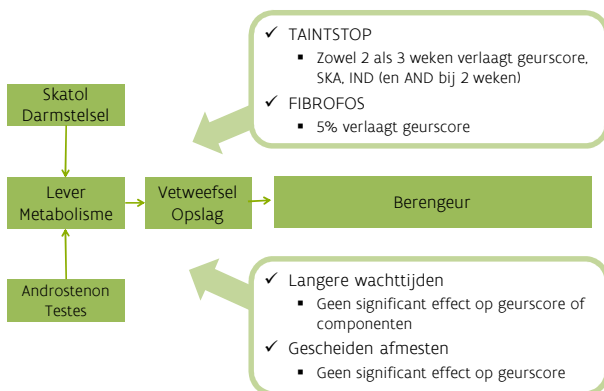 ✓ TAINTSTOP
▪ Zowel 2 als 3 weken verlaagt geurscore,
SKA, IND (en AND bij 2 weken)
✓ FIBROFOS
▪ 5% verlaagt geurscore
Skatol
Darmstelsel
Lever
Metabolisme
Vetweefsel
Opslag
Berengeur
Androstenon
Testes
✓ Langere wachttijden
▪ Geen significant effect op geurscore of
componenten
✓ Gescheiden afmesten
▪ Geen significant effect op geurscore